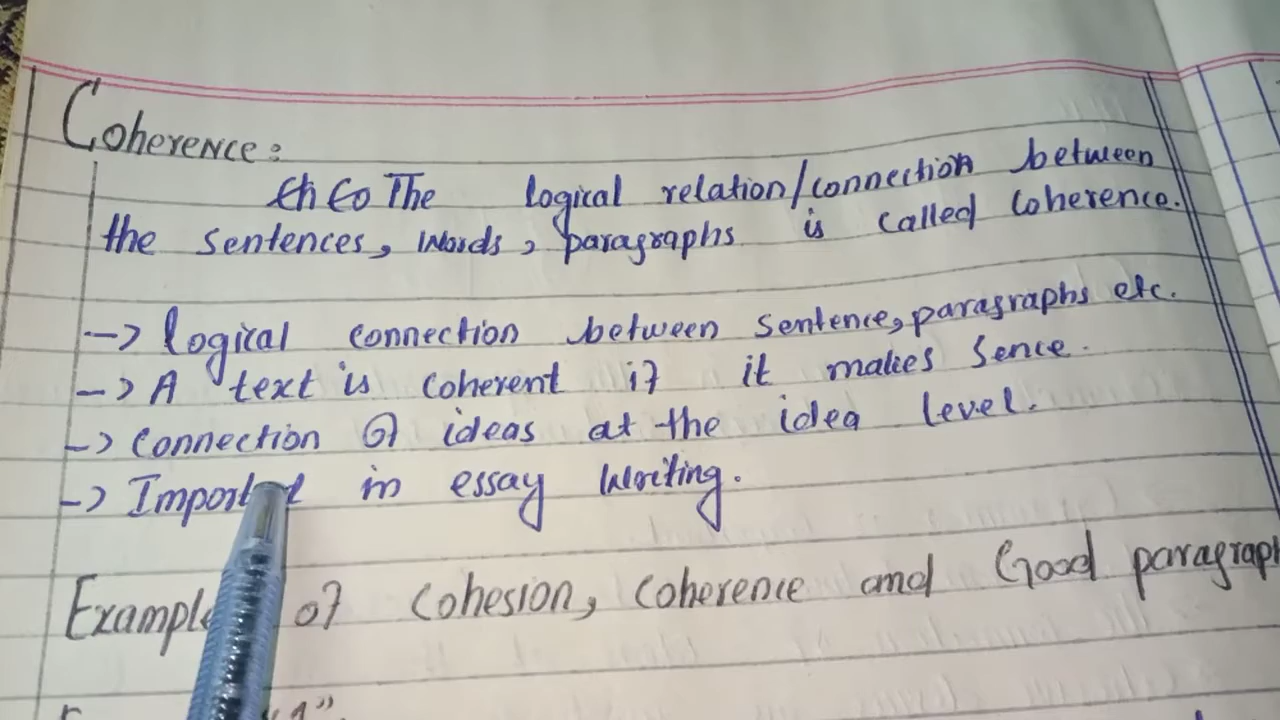 Coherence:
The logical relation/connection between
the sentences, words, paragraphs is called Coherence.
-> Logical connection between sentence, paragraphs etc.
-> A text is coherent if it makes Sence.
-> Connection of ideas at the idea level.
-> in essay writing.
of Cohesion, Coherence and Good